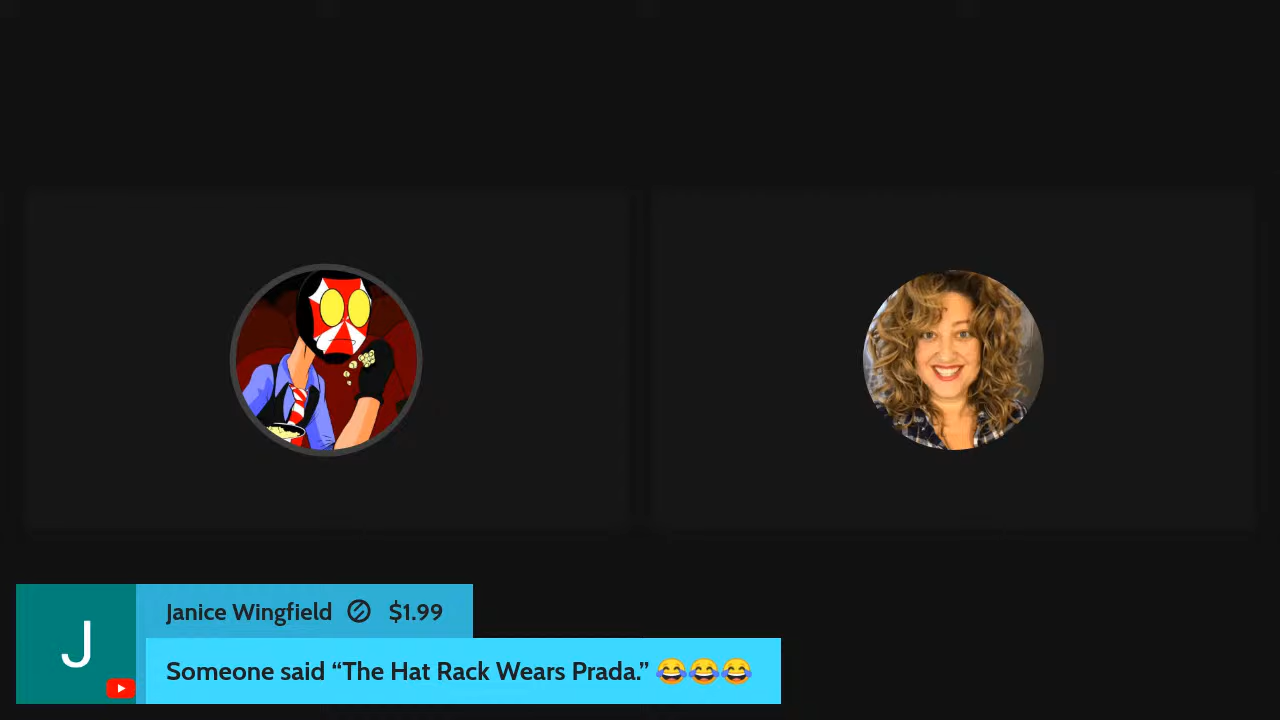 Janice Wingfield $1.99
J
Someone said “The Hat Rack Wears Prada.” 😂😂😂